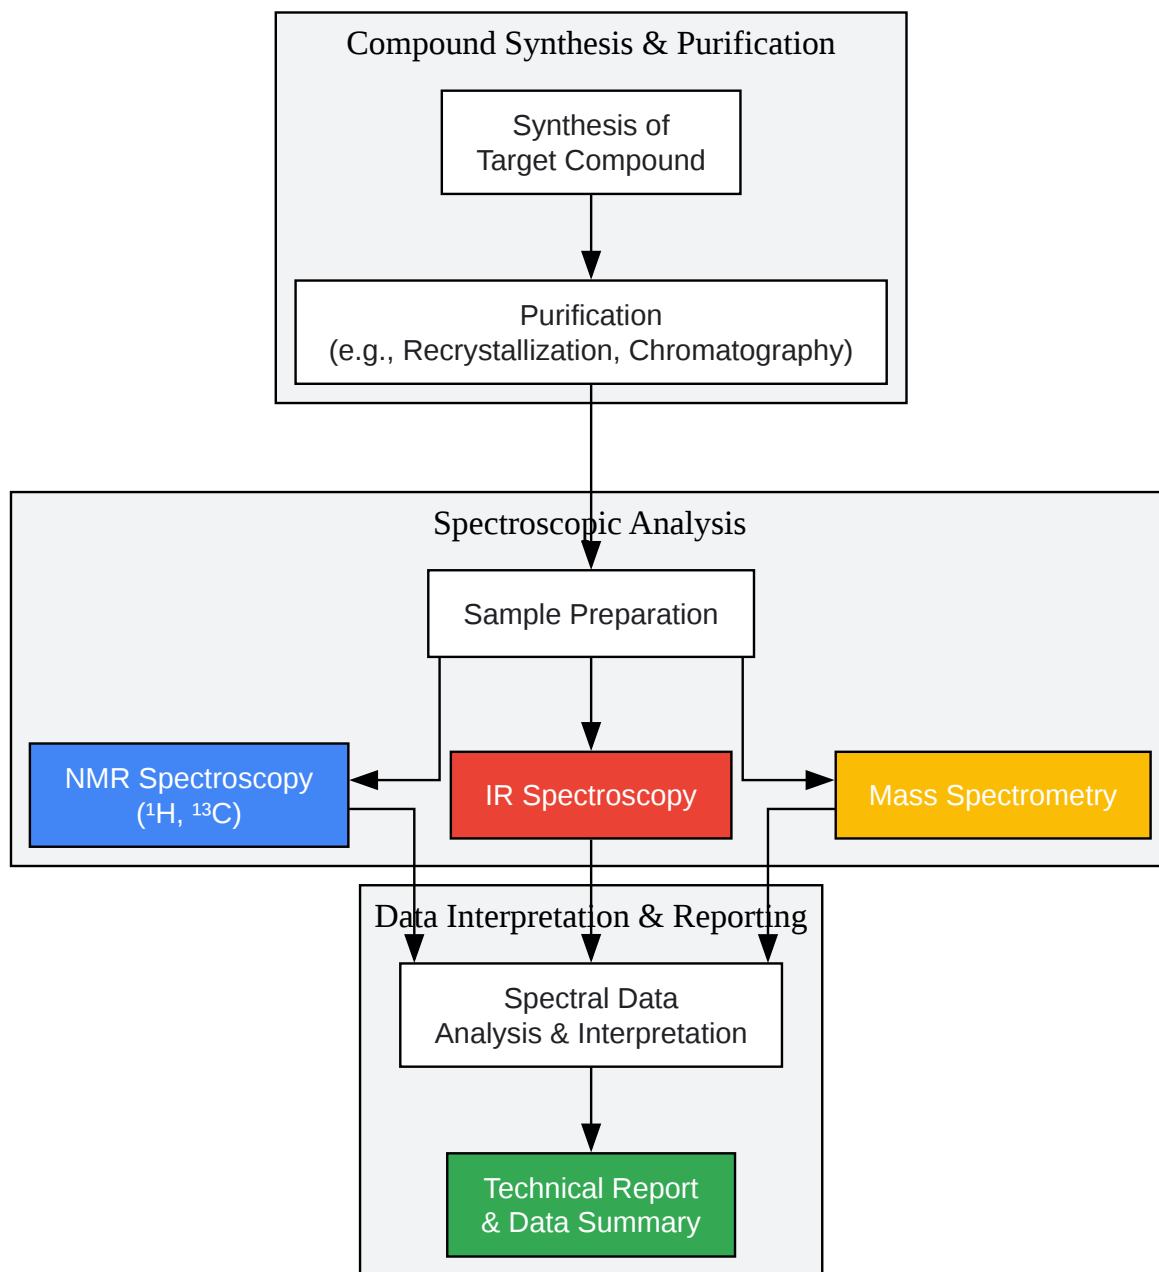 Compound Synthesis & Purification
Synthesis of
Target Compound
Purification
(e.g., Recrystallization, Chromatography)
Spectroscopic Analysis
Sample Preparation
NMR Spectroscopy
(¹H, ¹³C)
IR Spectroscopy
Mass Spectrometry
Data Interpretation & Reporting
Spectral Data
Analysis & Interpretation
Technical Report
& Data Summary